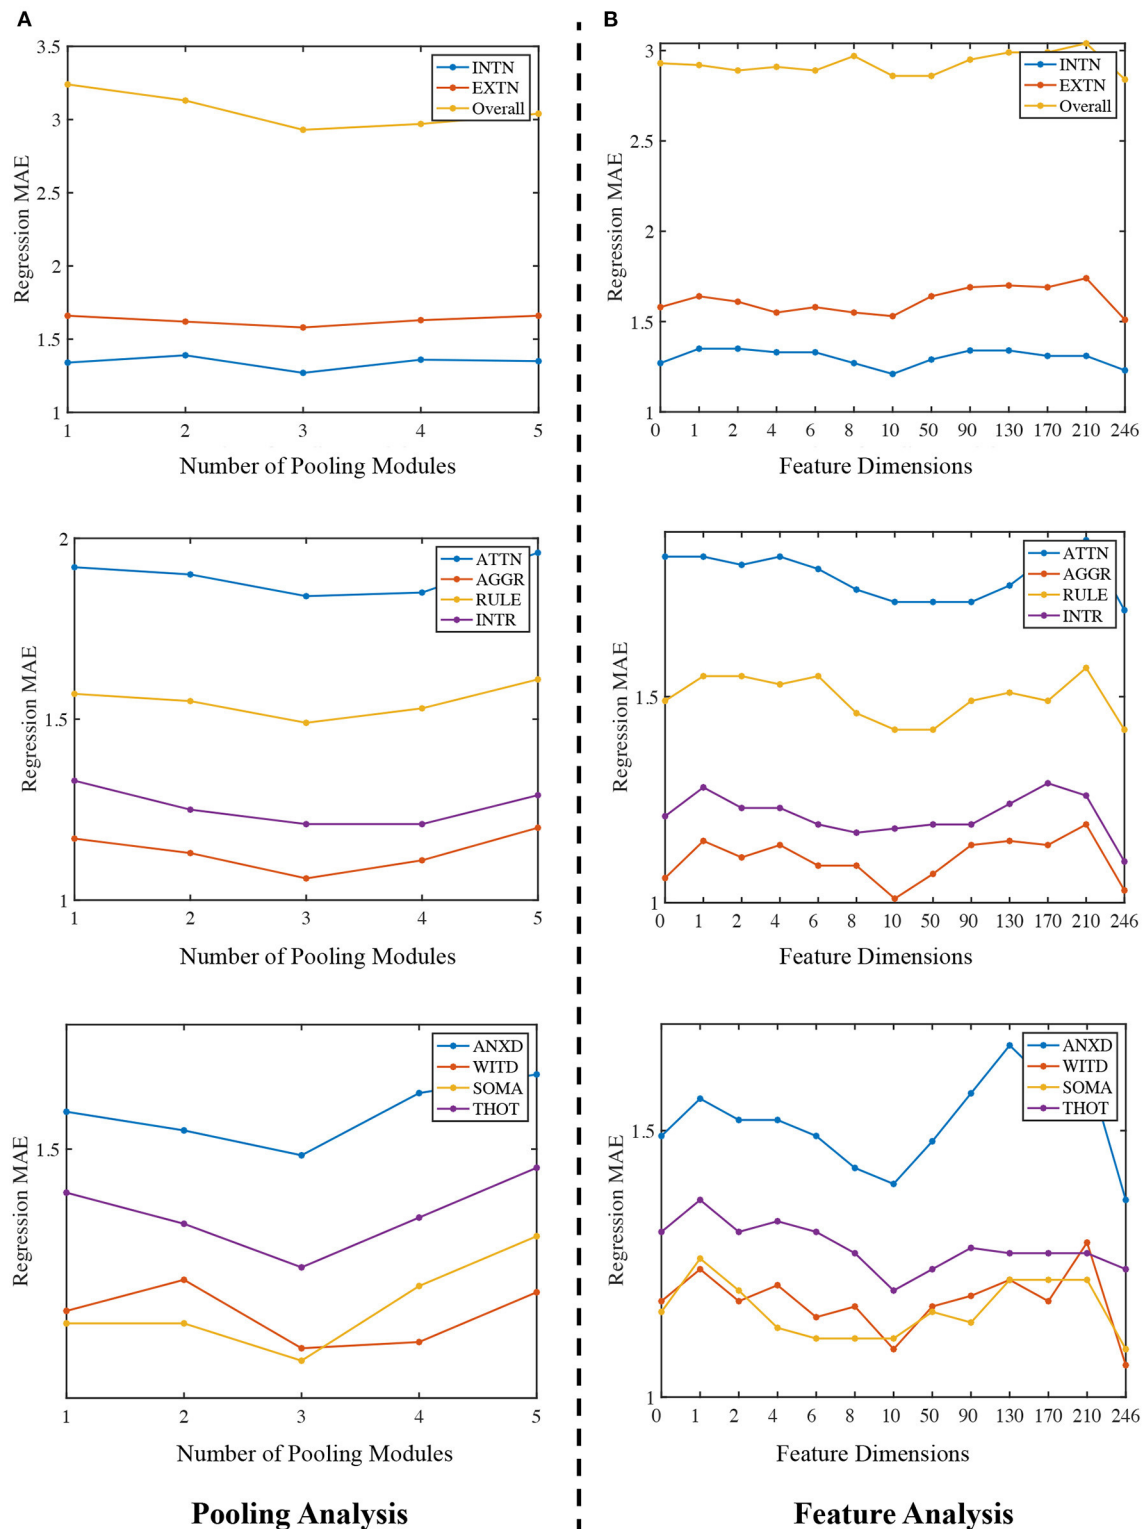 A
3.5
3
2.5
2
1.5
1
Regression MAE
INTN
EXTN
Overall
1 2 3 4 5
Number of Pooling Modules
2
1.5
1
Regression MAE
ATTN
AGGR
RULE
INTR
1 2 3 4 5
Number of Pooling Modules
1.5
Regression MAE
ANXD
WITD
SOMA
THOT
1 2 3 4 5
Number of Pooling Modules
Pooling Analysis
B
3
2.5
2
1.5
1
Regression MAE
INTN
EXTN
Overall
0 1 2 4 6 8 10 50 90 130 170 210 246
Feature Dimensions
1.5
1
Regression MAE
ATTN
AGGR
RULE
INTR
0 1 2 4 6 8 10 50 90 130 170 210 246
Feature Dimensions
1.5
1
Regression MAE
ANXD
WITD
SOMA
THOT
0 1 2 4 6 8 10 50 90 130 170 210 246
Feature Dimensions
Feature Analysis